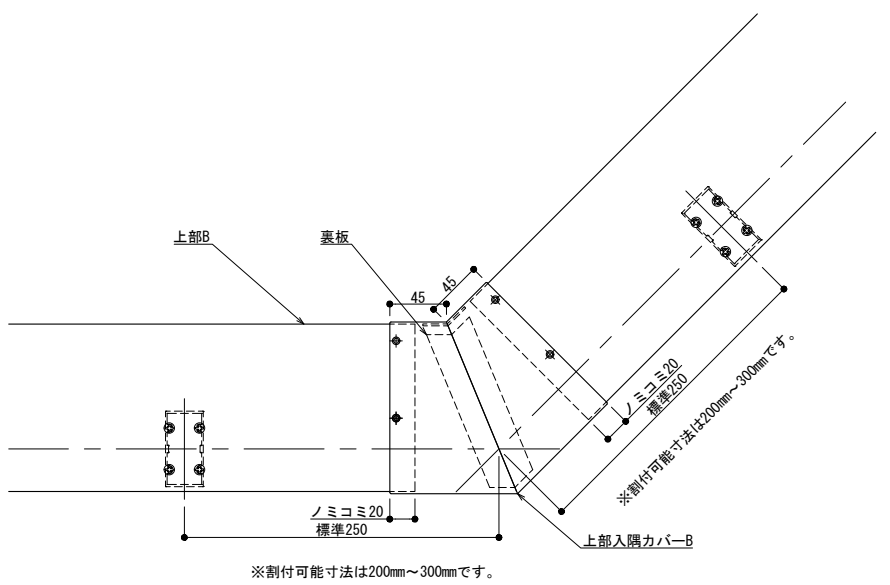 上部B
裏板
45
45
ノミコミ20
標準250
※割付可能寸法は200mm～300mmです。
ノミコミ20
標準250
上部入隅カバーB
※割付可能寸法は200mm～300mmです。